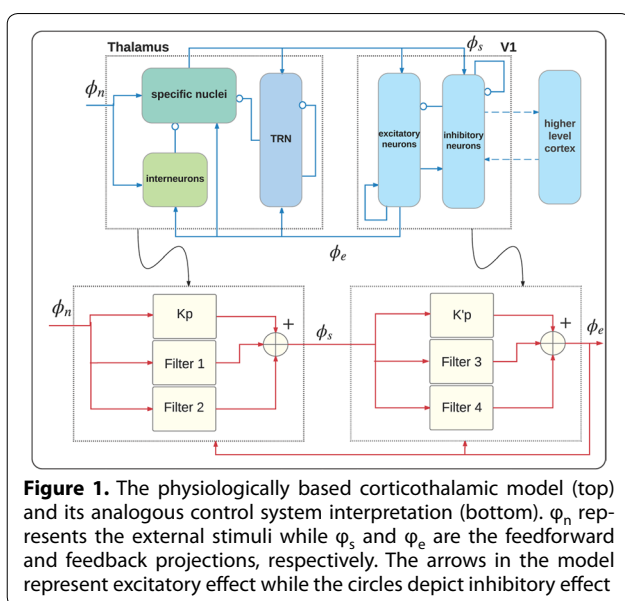 Thalamus
ϕs
V1
ϕn
specific nuclei
TRN
excitatory
neurons
inhibitory
neurons
higher
level
cortex
interneurons
ϕe
ϕn
Kp
+
ϕs
K'p
+
ϕe
Filter 1
Filter 3
Filter 2
Filter 4
Figure 1. The physiologically based corticothalamic model (top)
and its analogous control system interpretation (bottom). φn rep-
resents the external stimuli while φs and φe are the feedforward
and feedback projections, respectively. The arrows in the model
represent excitatory effect while the circles depict inhibitory effect